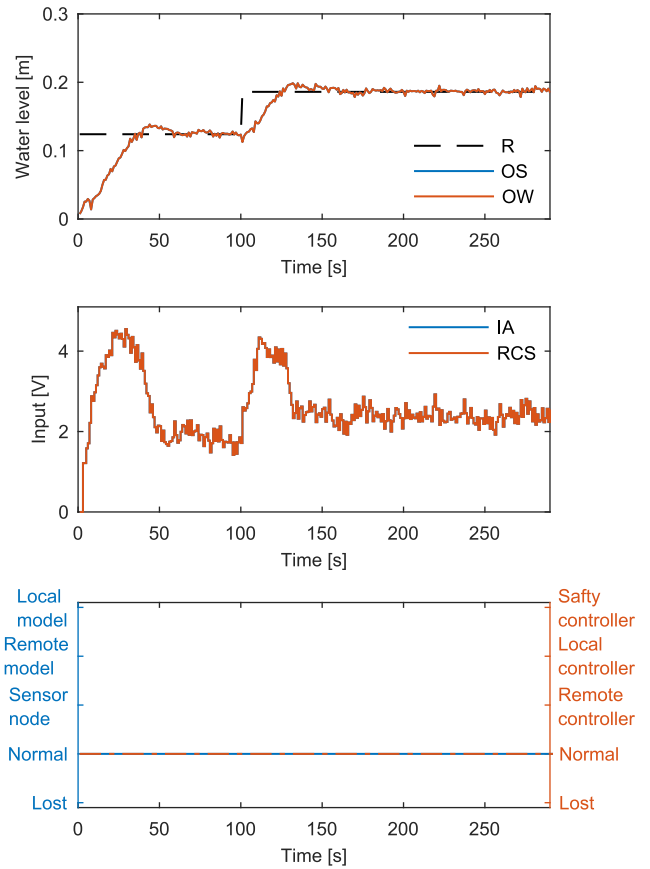 0.3
0.2
0.1
0
Water level [m]
R
OS
OW
0
50
100
150
200
250
Time [s]
4
2
0
Input [V]
IA
RCS
0
50
100
150
200
250
Time [s]
Local
model
Remote
model
Sensor
node
Normal
Lost
Safty
controller
Local
controller
Remote
controller
Normal
Lost
0
50
100
150
200
250
Time [s]